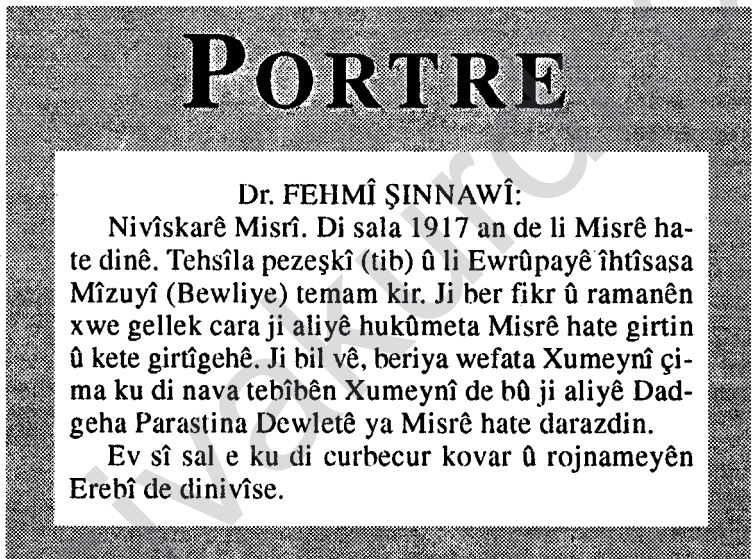 PORTRE
Dr. FEHMÎ ŞINNAWÎ:
Nivîskarê Misrî. Di sala 1917 an de li Misrê ha-
te dinê. Tehsîla pezeşkî (tib) û li Ewrûpayê îhtîsasa
Mîzuyî (Bewliye) temam kir. Ji ber fikr û ramanên
xwe gellek cara ji aliyê hukûmeta Misrê hate girtin
û kete girtîgehê. Ji bil vê, beriya wefata Xumeynî çi-
ma ku di nava tebîbên Xumeynî de bû ji aliyê Dad-
geha Parastina Dewletê ya Misrê hate darazdin.
Ev sî sal e ku di curbecur kovar û rojnameyên
Erebî de dinivîse.